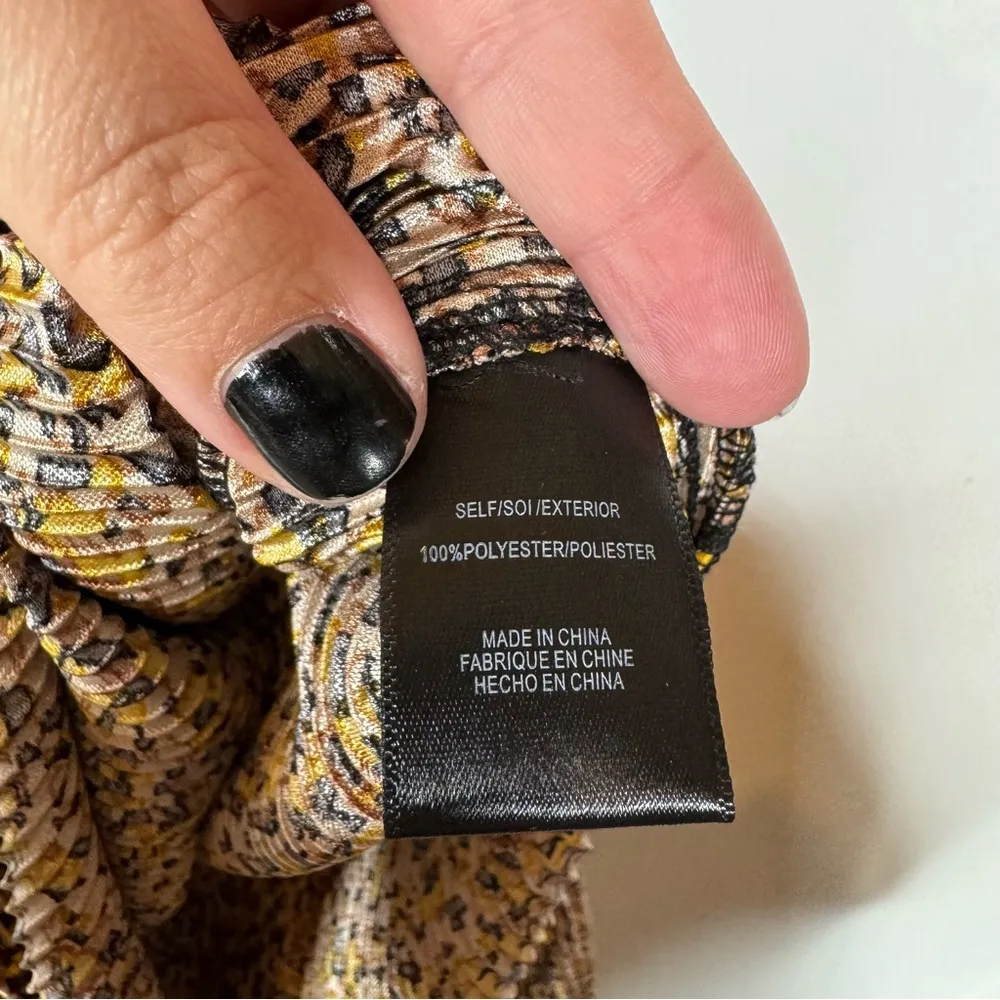 SELF/SOI/EXTERIOR
100%POLYESTER/POLIESTER
MADE IN CHINA
FABRIQUE EN CHINE
HECHO EN CHINA